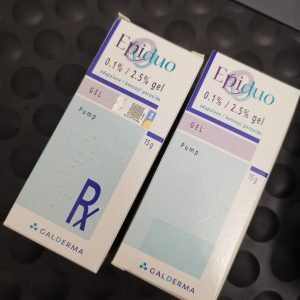 Epiduo
0.1% / 2.5% gel
adapalene / benzoyl peroxide
GEL
Pump
15g
Rx
GALDERMA
Epiduo
0.1% / 2.5% gel
adapalene / benzoyl peroxide
GEL
Pump
15g
GALDERMA